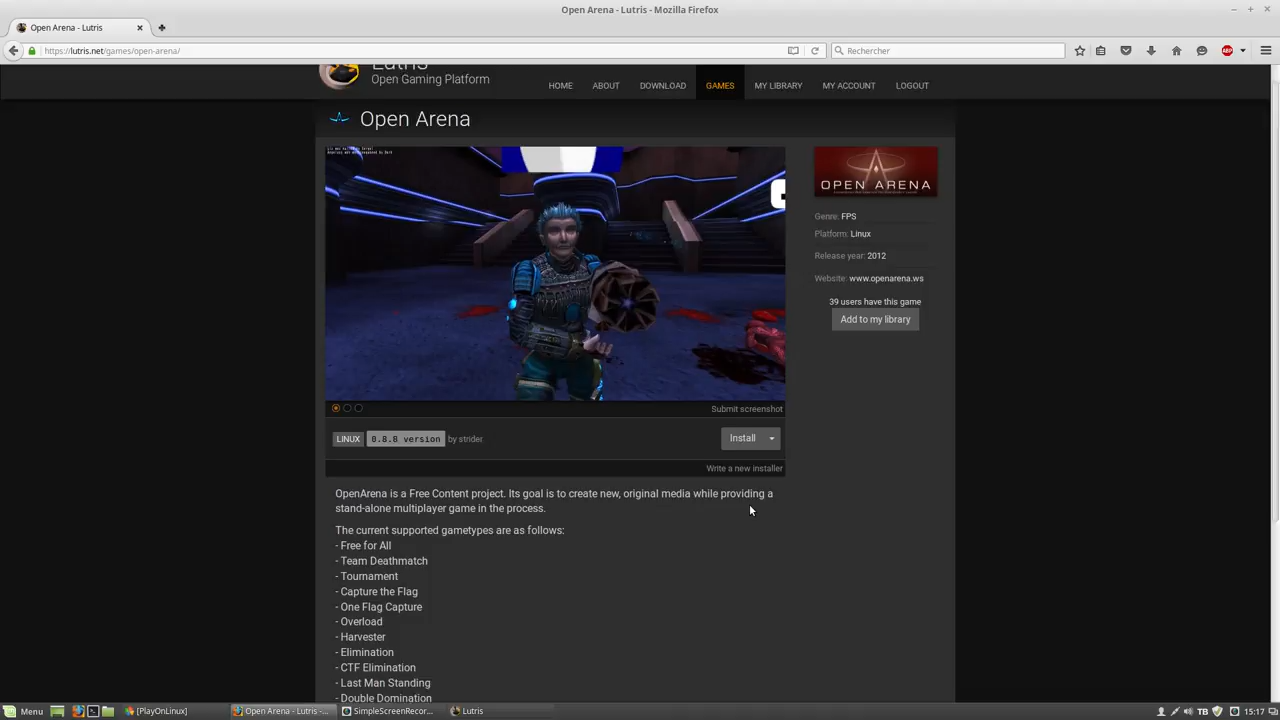 Open Arena - Lutris - Mozilla Firefox
Open Arena - Lutris
https://lutris.net/games/open-arena/
Rechercher
ABP
Lutris
Open Gaming Platform
HOME
ABOUT
DOWNLOAD
GAMES
MY LIBRARY
MY ACCOUNT
LOGOUT
Open Arena
OPEN ARENA
Genre: FPS
Platform: Linux
Release year: 2012
Website: www.openarena.ws
39 users have this game
Add to my library
Submit screenshot
LINUX 0.8.8 version by strider
Install
Write a new installer
OpenArena is a Free Content project. Its goal is to create new, original media while providing a
stand-alone multiplayer game in the process.
The current supported gametypes are as follows:
- Free for All
- Team Deathmatch
- Tournament
- Capture the Flag
- One Flag Capture
- Overload
- Harvester
- Elimination
- CTF Elimination
- Last Man Standing
- Double Domination
Menu
[PlayOnLinux]
Open Arena - Lutris -...
SimpleScreenRecor...
Lutris
TB
15:17